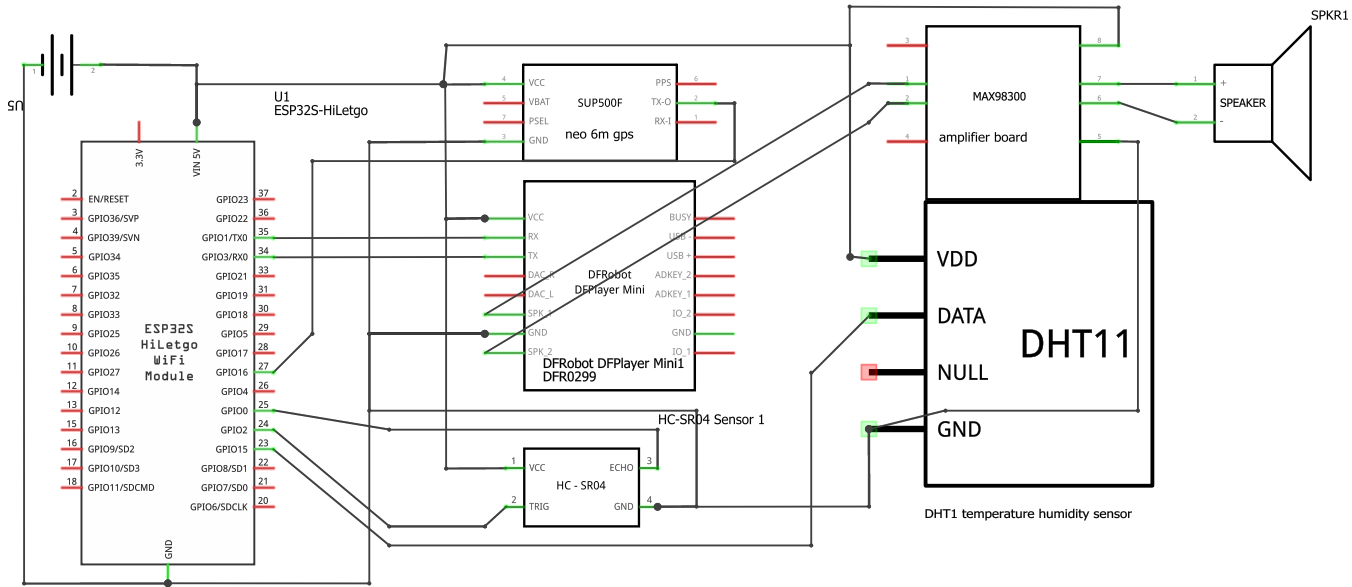 SPKR1
1
2
U5
U1
ESP32S-HiLetgo
3.3V
VIN 5V
2 EN/RESET
3 GPIO36/SVP
4 GPIO39/SVN
5 GPIO34
6 GPIO35
7 GPIO32
8 GPIO33
9 GPIO25
10 GPIO26
11 GPIO27
12 GPIO14
13 GPIO12
15 GPIO13
16 GPIO9/SD2
17 GPIO10/SD3
18 GPIO11/SDCMD
ESP32S
HiLetgo
WiFi
Module
GPIO23 37
GPIO22 36
GPIO1/TX0 35
GPIO3/RX0 34
GPIO21 33
GPIO19 31
GPIO18 30
GPIO5 29
GPIO17 28
GPIO16 27
GPIO4 26
GPIO0 25
GPIO2 24
GPIO15 23
GPIO8/SD1 22
GPIO7/SD0 21
GPIO6/SDCLK 20
GND
4 VCC
5 VBAT
7 PSEL
3 GND
SUP500F
neo 6m gps
PPS 6
TX-O 2
RX-I 1
VCC
RX
TX
DAC_R
DAC_L
SPK_1
GND
SPK_2
DFRobot
DFPlayer Mini
BUSY
USB -
USB +
ADKEY_2
ADKEY_1
IO_2
GND
IO_1
DFRobot DFPlayer Mini1
DFR0299
HC-SR04 Sensor 1
1 VCC
2 TRIG
HC - SR04
ECHO 3
GND 4
3
1
2
4
MAX98300
amplifier board
8
7
6
5
1 +
SPEAKER
2 -
VDD
DATA
NULL
GND
DHT11
DHT1 temperature humidity sensor